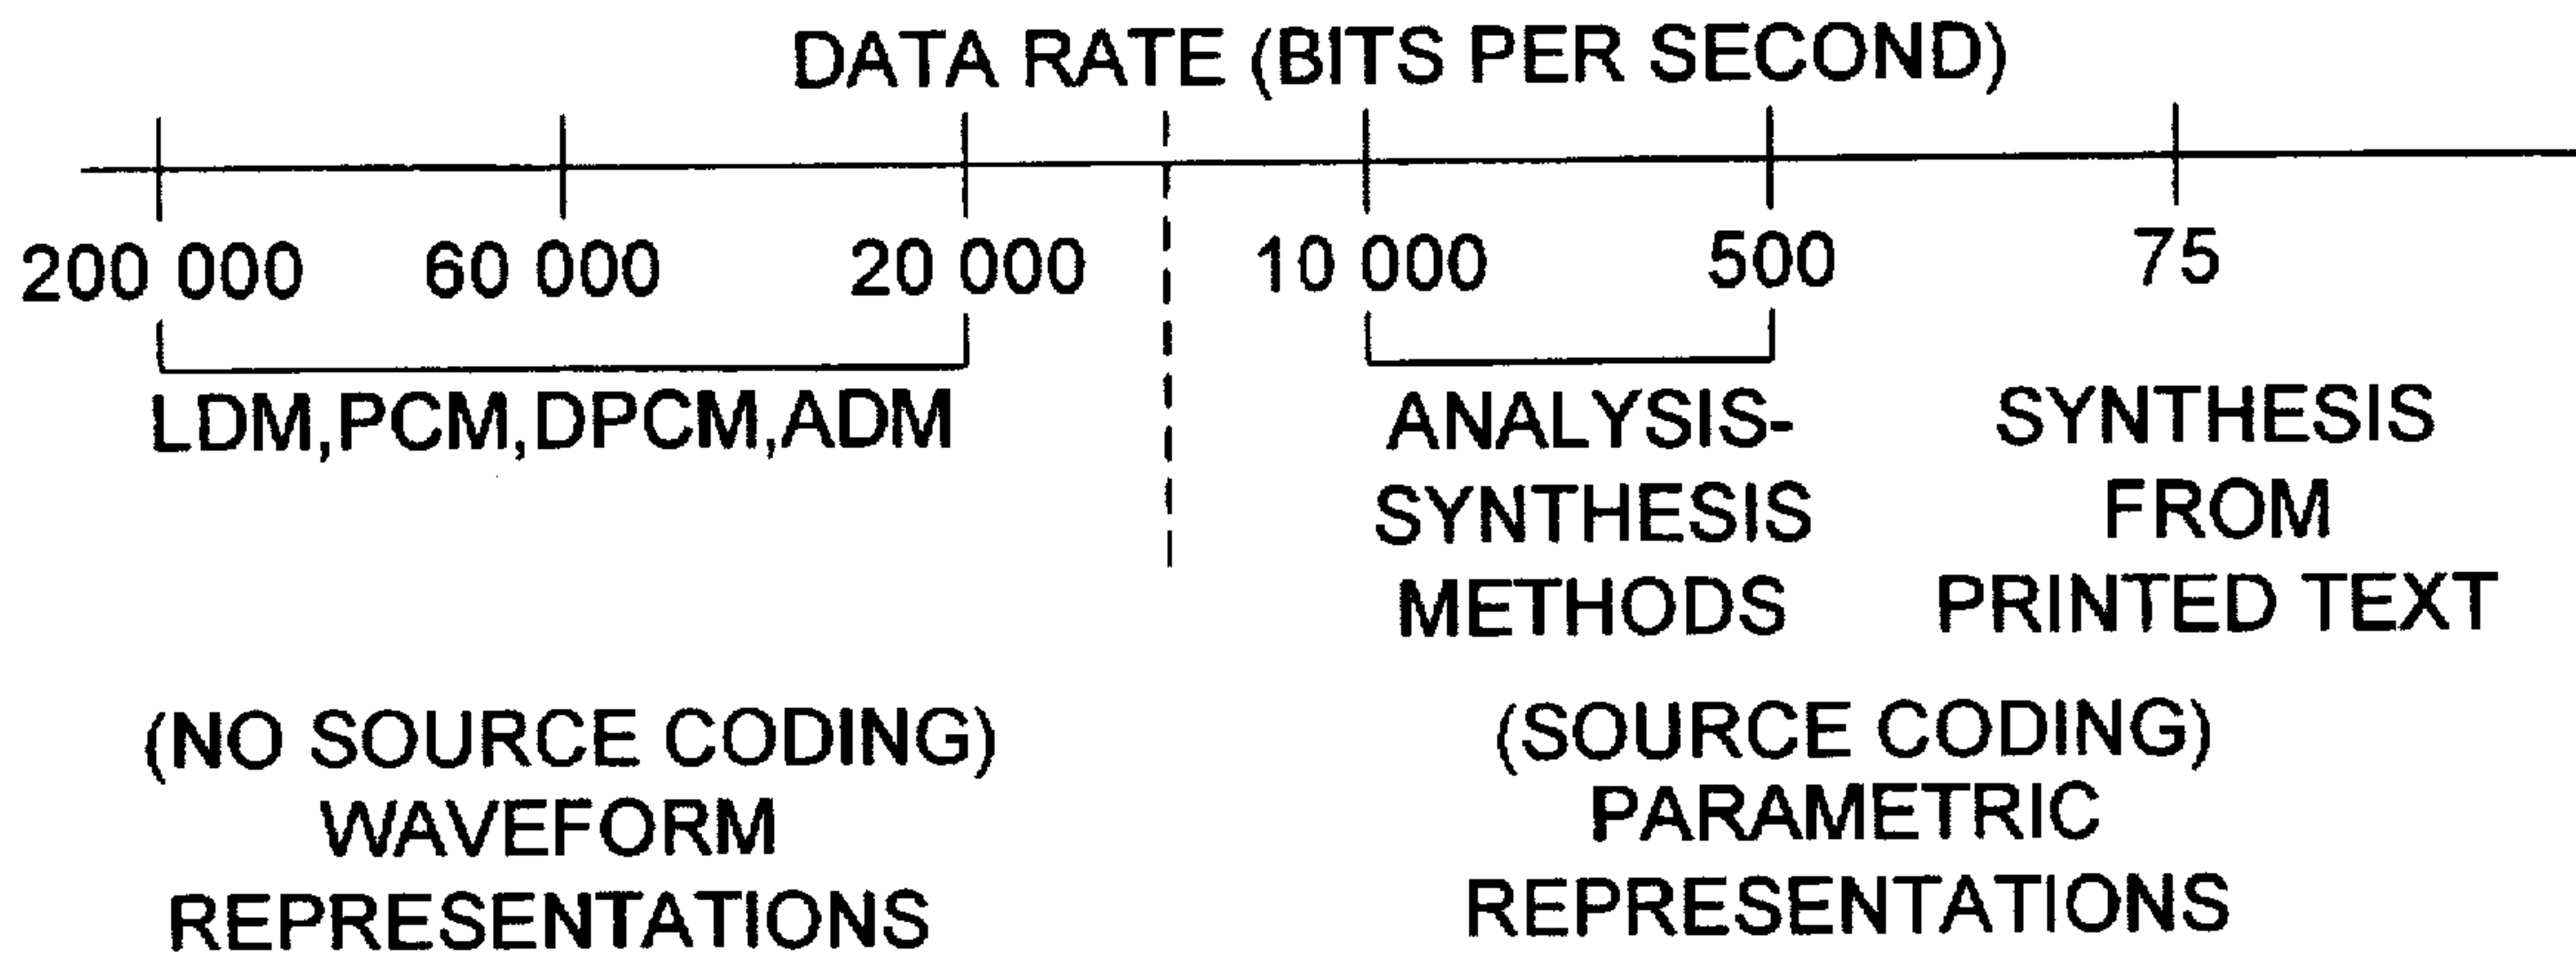 DATA RATE (BITS PER SECOND)
200 000 60 000 20 000 10 000 500 75
LDM,PCM,DPCM,ADM
ANALYSIS-
SYNTHESIS
METHODS
SYNTHESIS
FROM
PRINTED TEXT
(NO SOURCE CODING)
WAVEFORM
REPRESENTATIONS
(SOURCE CODING)
PARAMETRIC
REPRESENTATIONS